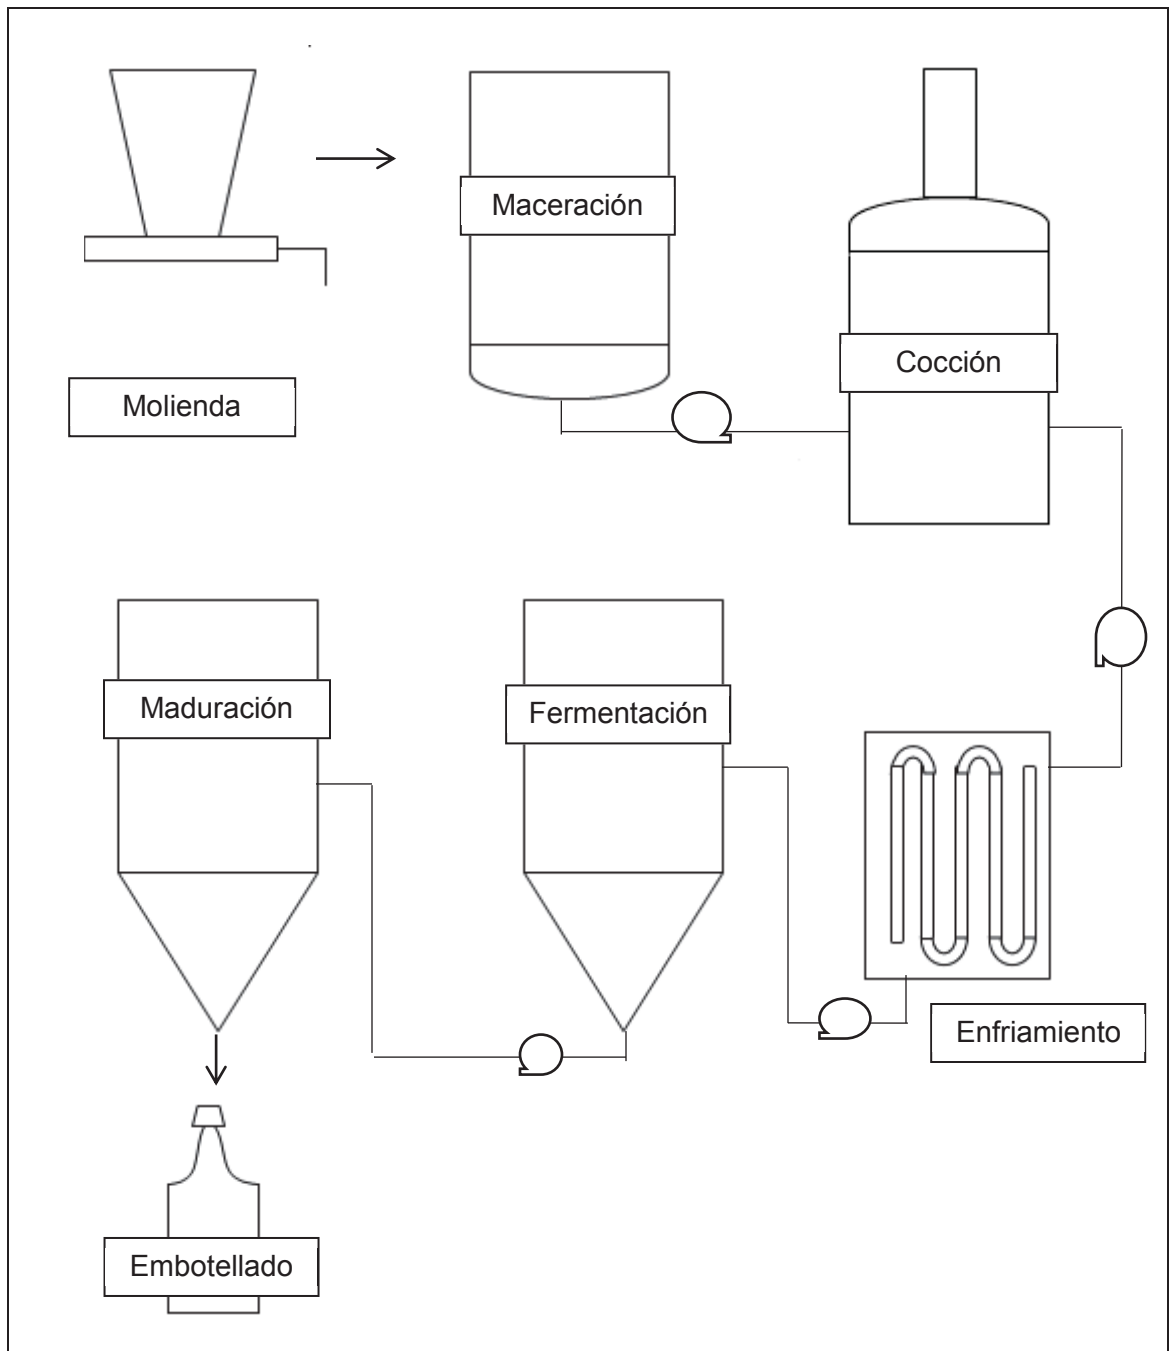 Molienda
Maceración
Cocción
Enfriamiento
Fermentación
Maduración
Embotellado